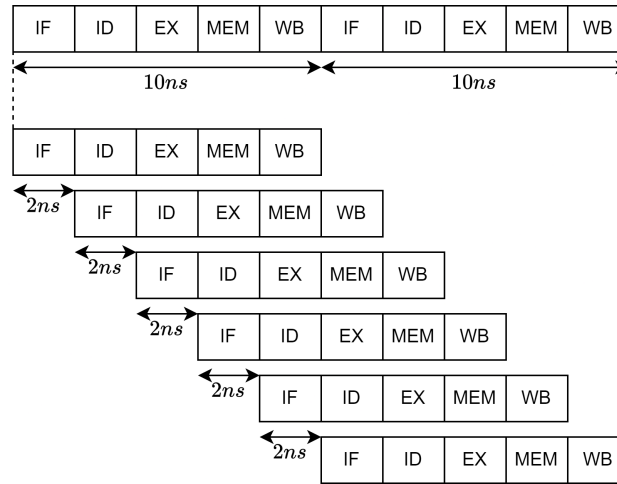 IF ID EX MEM WB IF ID EX MEM WB
10ns 10ns
IF ID EX MEM WB
2ns IF ID EX MEM WB
2ns IF ID EX MEM WB
2ns IF ID EX MEM WB
2ns IF ID EX MEM WB
2ns IF ID EX MEM WB